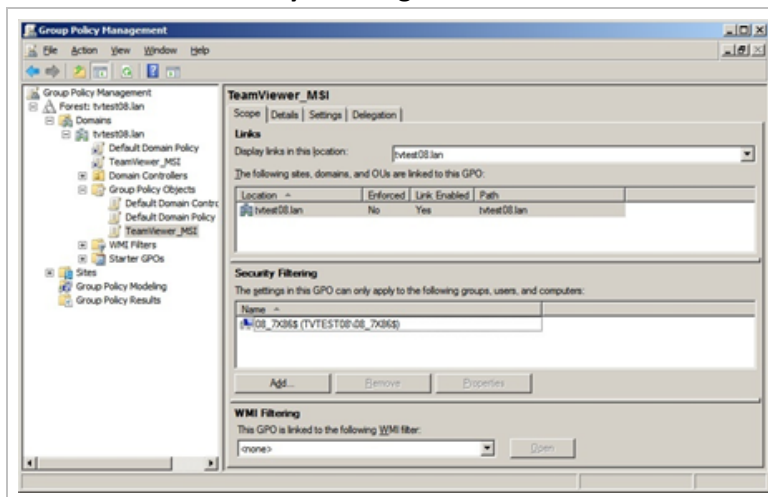 Group Policy Management
File Action View Window Help
Group Policy Management
Forest: tvtest08.lan
Domains
tvtest08.lan
Default Domain Policy
TeamViewer_MSI
Domain Controllers
Group Policy Objects
Default Domain Contrc
Default Domain Policy
TeamViewer_MSI
WMI Filters
Starter GPOs
Sites
Group Policy Modeling
Group Policy Results
TeamViewer_MSI
Scope Details Settings Delegation
Links
Display links in this location: tvtest08.lan
The following sites, domains, and OUs are linked to this GPO:
Location Enforced Link Enabled Path
tvtest08.lan No Yes tvtest08.lan
Security Filtering
The settings in this GPO can only apply to the following groups, users, and computers:
Name
08_7X86$ (TVTEST08\08_7X86$)
Add... Remove Properties
WMI Filtering
This GPO is linked to the following WMI filter:
<none> Open